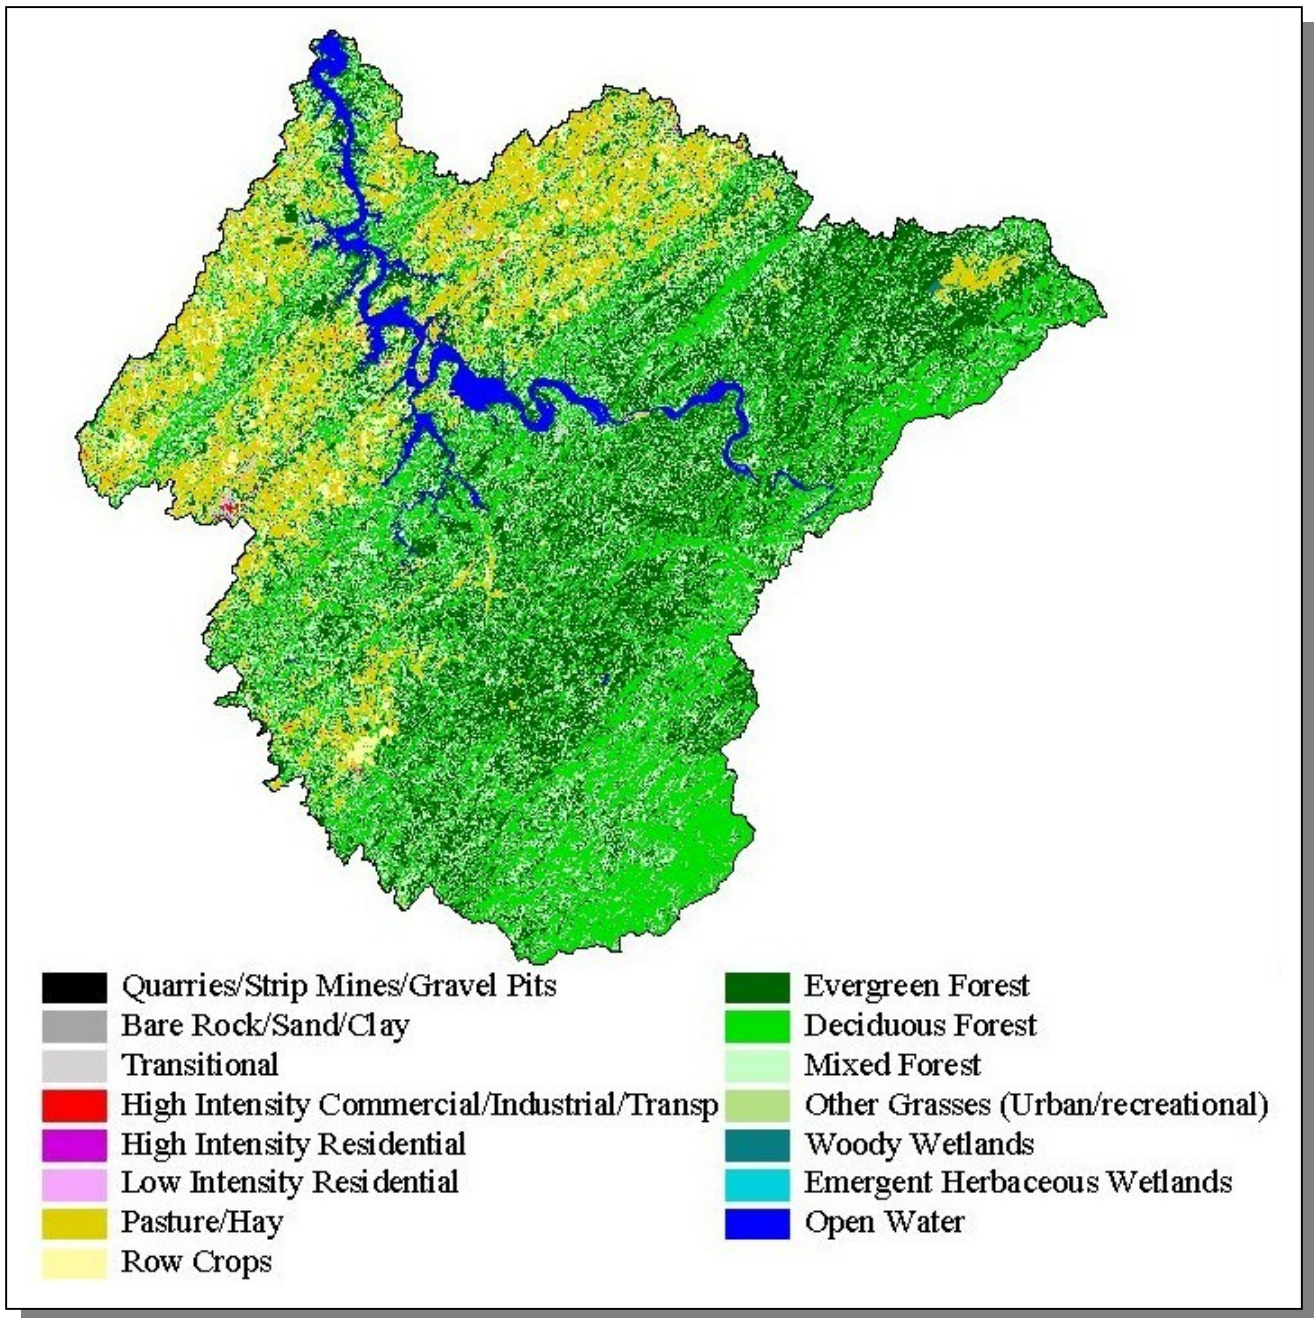 Quarries/Strip Mines/Gravel Pits
Bare Rock/Sand/Clay
Transitional
High Intensity Commercial/Industrial/Transp
High Intensity Residential
Low Intensity Residential
Pasture/Hay
Row Crops
Evergreen Forest
Deciduous Forest
Mixed Forest
Other Grasses (Urban/recreational)
Woody Wetlands
Emergent Herbaceous Wetlands
Open Water